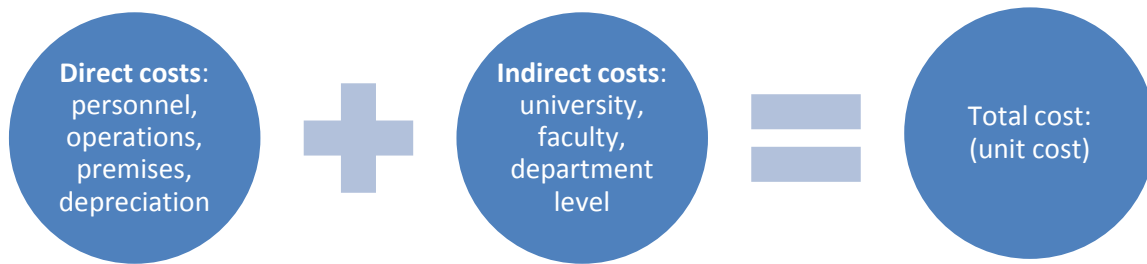 Direct costs:
personnel,
operations,
premises,
depreciation
Indirect costs:
university,
faculty,
department
level
Total cost:
(unit cost)